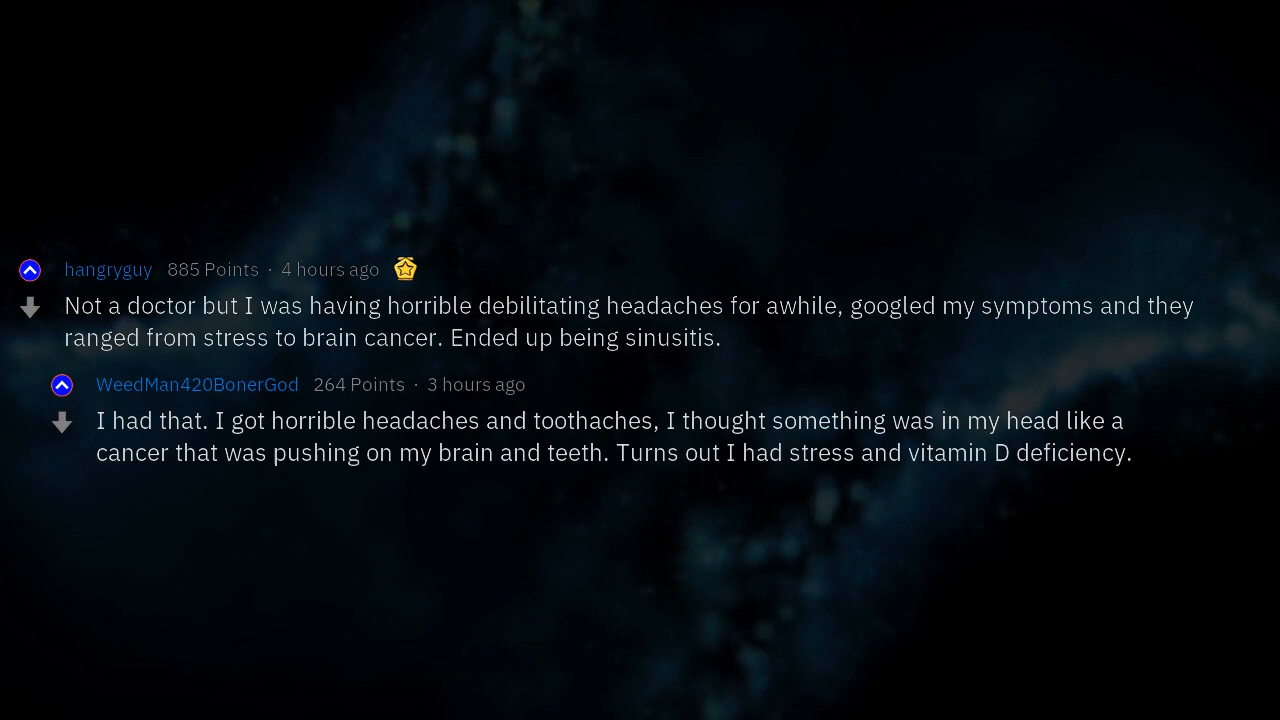 hangryguy 885 Points · 4 hours ago
Not a doctor but I was having horrible debilitating headaches for awhile, googled my symptoms and they
ranged from stress to brain cancer. Ended up being sinusitis.
WeedMan420BonerGod 264 Points · 3 hours ago
I had that. I got horrible headaches and toothaches, I thought something was in my head like a
cancer that was pushing on my brain and teeth. Turns out I had stress and vitamin D deficiency.